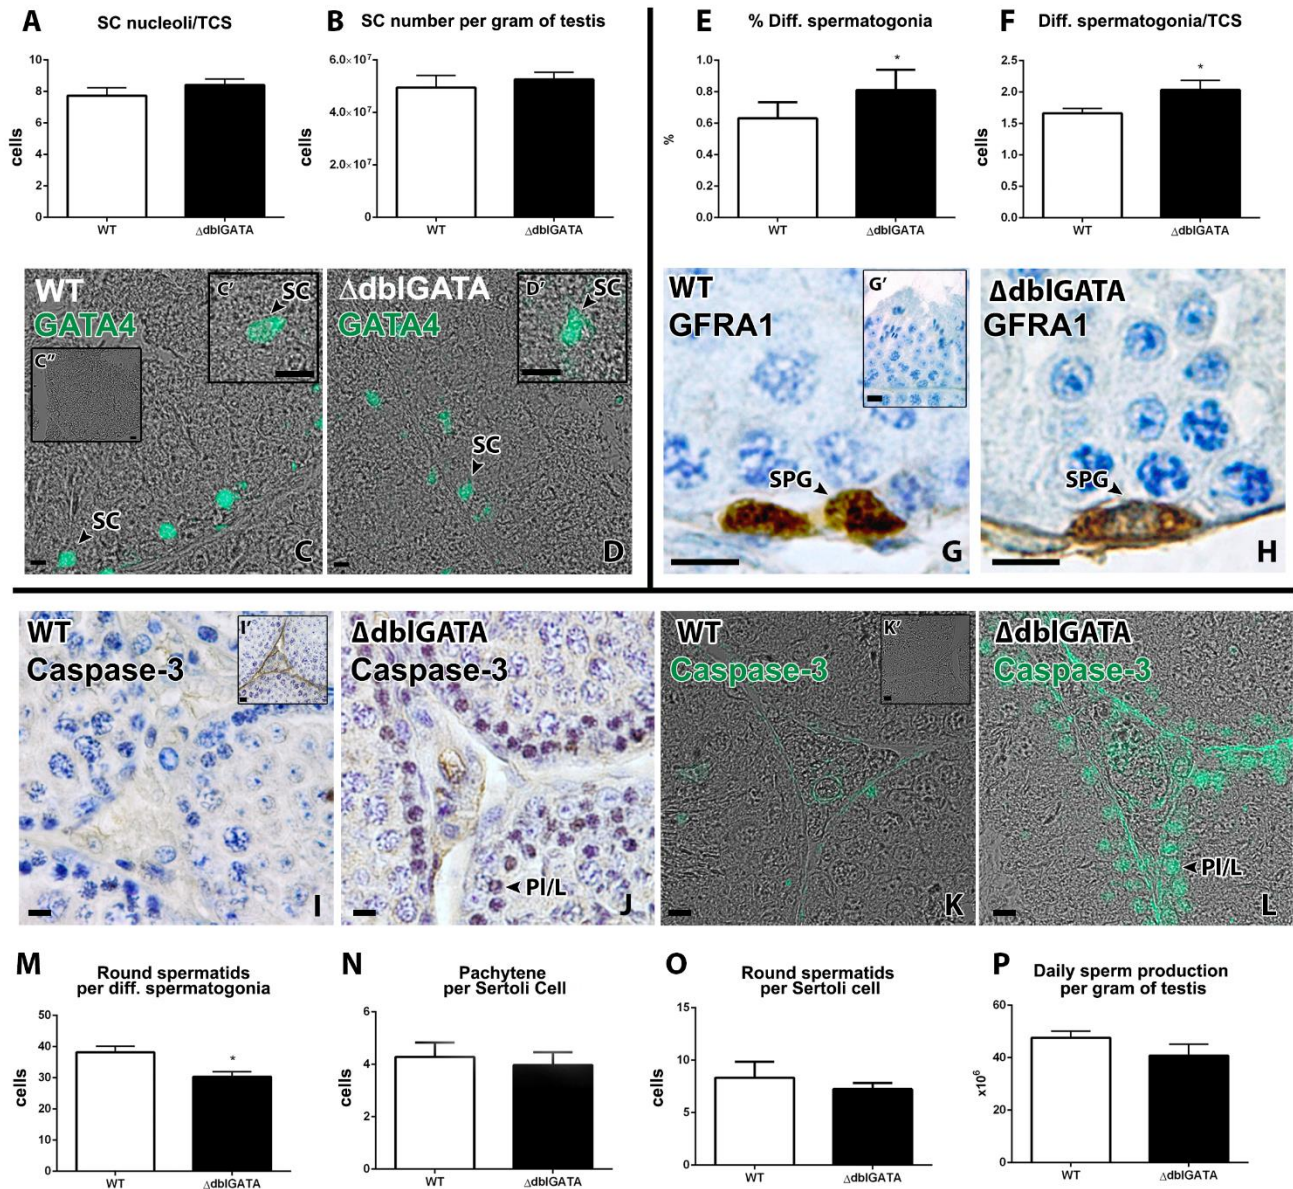 A
SC nucleoli/TCS
cells
10
8
6
4
2
0
WT
ΔdblGATA
B
SC number per gram of testis
6.0×10⁷
4.0×10⁷
2.0×10⁷
0
WT
ΔdblGATA
E
% Diff. spermatogonia
%
1.0
0.8
0.6
0.4
0.2
0.0
*
WT
ΔdblGATA
F
Diff. spermatogonia/TCS
cells
2.5
2.0
1.5
1.0
0.5
0.0
*
WT
ΔdblGATA
WT
GATA4
C'
SC
C''
SC
C
ΔdblGATA
GATA4
D'
SC
SC
D
WT
GFRA1
G'
SPG
G
ΔdblGATA
GFRA1
SPG
H
WT
Caspase-3
I'
I
ΔdblGATA
Caspase-3
Pl/L
J
WT
Caspase-3
K'
K
ΔdblGATA
Caspase-3
Pl/L
L
M
Round spermatids
per diff. spermatogonia
cells
50
40
30
20
10
0
*
WT
ΔdblGATA
N
Pachytene
per Sertoli Cell
cells
6
4
2
0
WT
ΔdblGATA
O
Round spermatids
per Sertoli cell
cells
15
10
5
0
WT
ΔdblGATA
P
Daily sperm production
per gram of testis
x10⁶
60
40
20
0
WT
ΔdblGATA